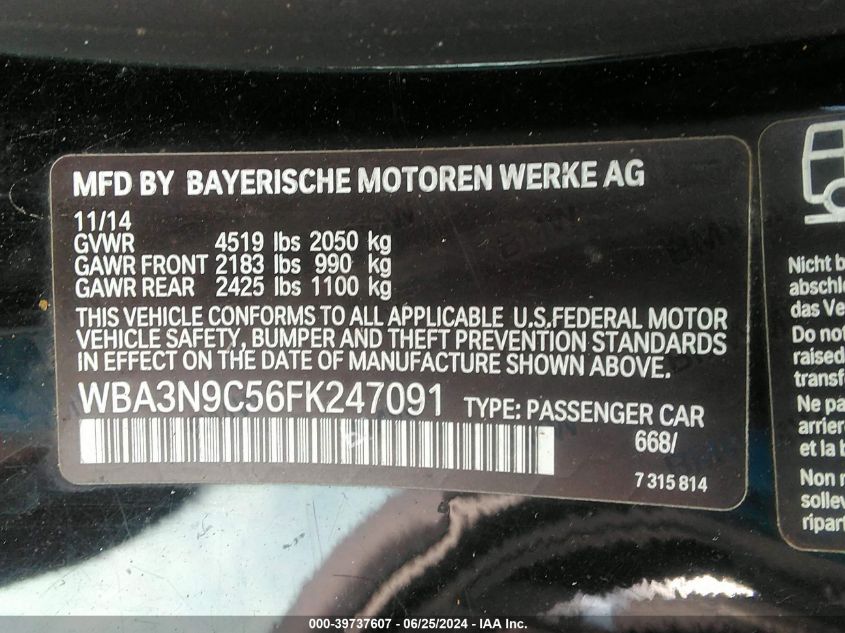 MFD BY BAYERISCHE MOTOREN WERKE AG
11/14
GVWR 4519 lbs 2050 kg
GAWR FRONT 2183 lbs 990 kg
GAWR REAR 2425 lbs 1100 kg
THIS VEHICLE CONFORMS TO ALL APPLICABLE U.S.FEDERAL MOTOR
VEHICLE SAFETY, BUMPER AND THEFT PREVENTION STANDARDS
IN EFFECT ON THE DATE OF MANUFACTURE SHOWN ABOVE.
WBA3N9C56FK247091 TYPE: PASSENGER CAR
668/
7 315 814
Nicht b
abschle
das Ve
Do not
raised
transf
Ne pa
arrier
et la b
Non r
sollev
ripart
000-39737607 - 06/25/2024 - IAA Inc.